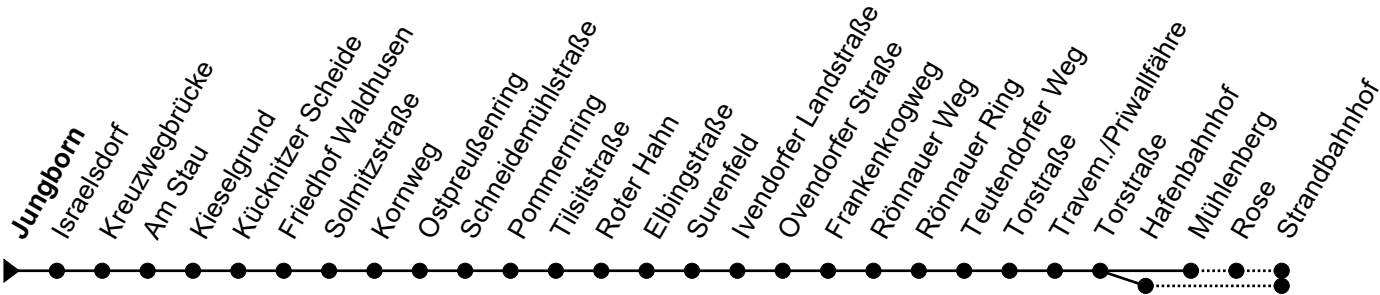 Jungborn
Israelsdorf
Kreuzwegbrücke
Am Stau
Kieselgrund
Kücknitzer Scheide
Friedhof Waldhusen
Solmitzstraße
Kornweg
Ostpreußenring
Schneidemühlstraße
Pommernring
Tilsitstraße
Roter Hahn
Elbingstraße
Surenfeld
Ivendorfer Landstraße
Ovendorfer Straße
Frankenkrogweg
Rönnauer Weg
Rönnauer Ring
Teutendorfer Weg
Torstraße
Travem./Priwallfähre
Torstraße
Hafenbahnhof
Mühlenberg
Rose
Strandbahnhof